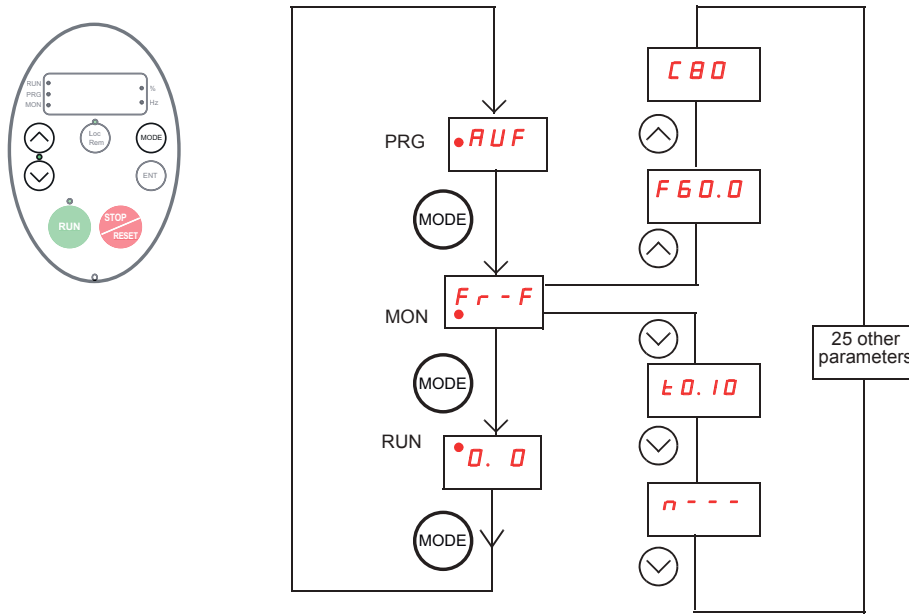 RUN
PRG
MON
%
Hz
Loc
Rem
MODE
ENT
RUN
STOP
RESET
PRG
AUF
MODE
MON
Fr-F
MODE
RUN
0. 0
MODE
C80
F60.0
t0.10
n---
25 other
parameters